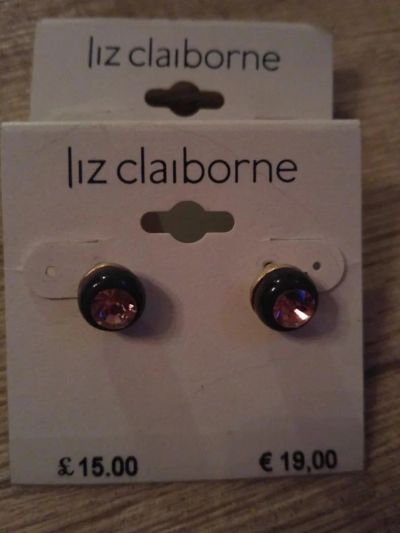 liz claiborne
liz claiborne
£ 15.00
€ 19,00